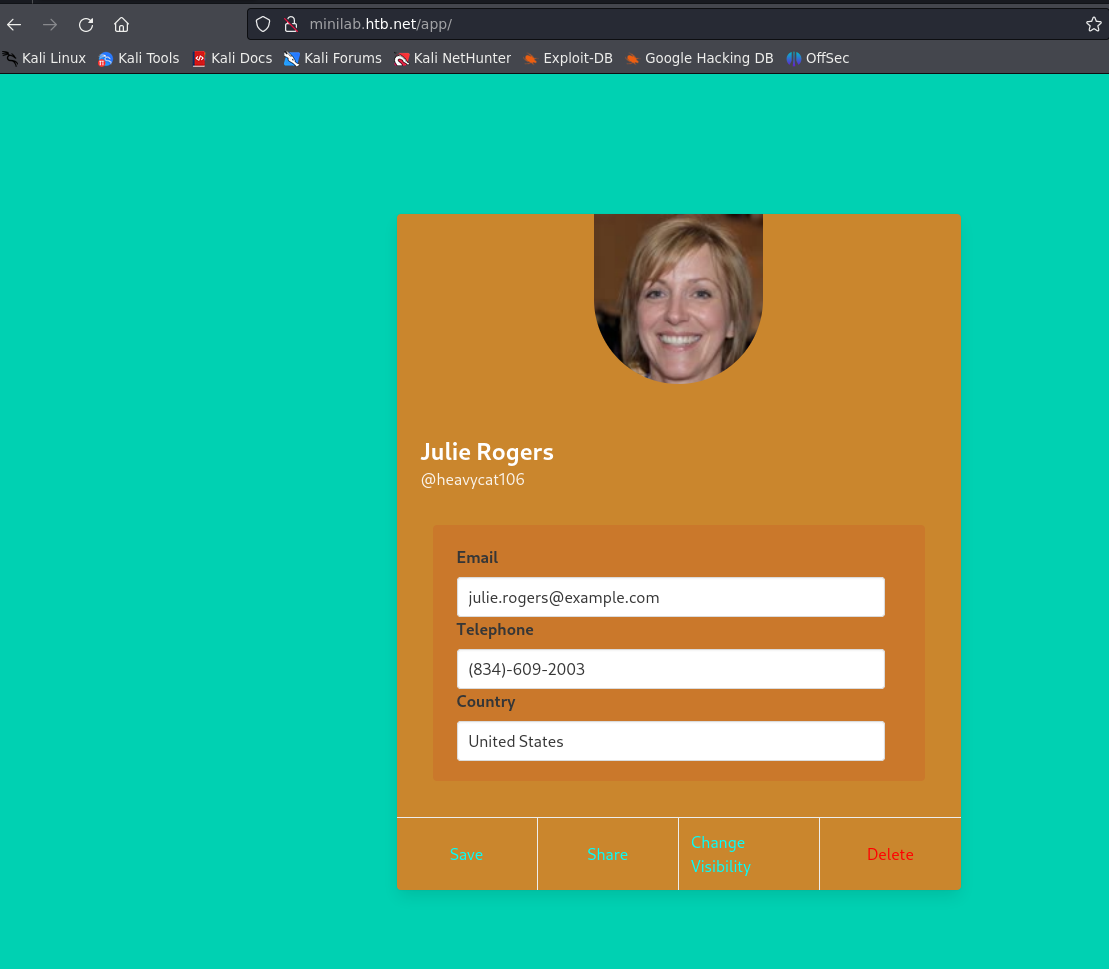 minilab.htb.net/app/
Kali Linux Kali Tools Kali Docs Kali Forums Kali NetHunter Exploit-DB Google Hacking DB OffSec
Julie Rogers
@heavycat106
Email
julie.rogers@example.com
Telephone
(834)-609-2003
Country
United States
Save Share Change Visibility Delete